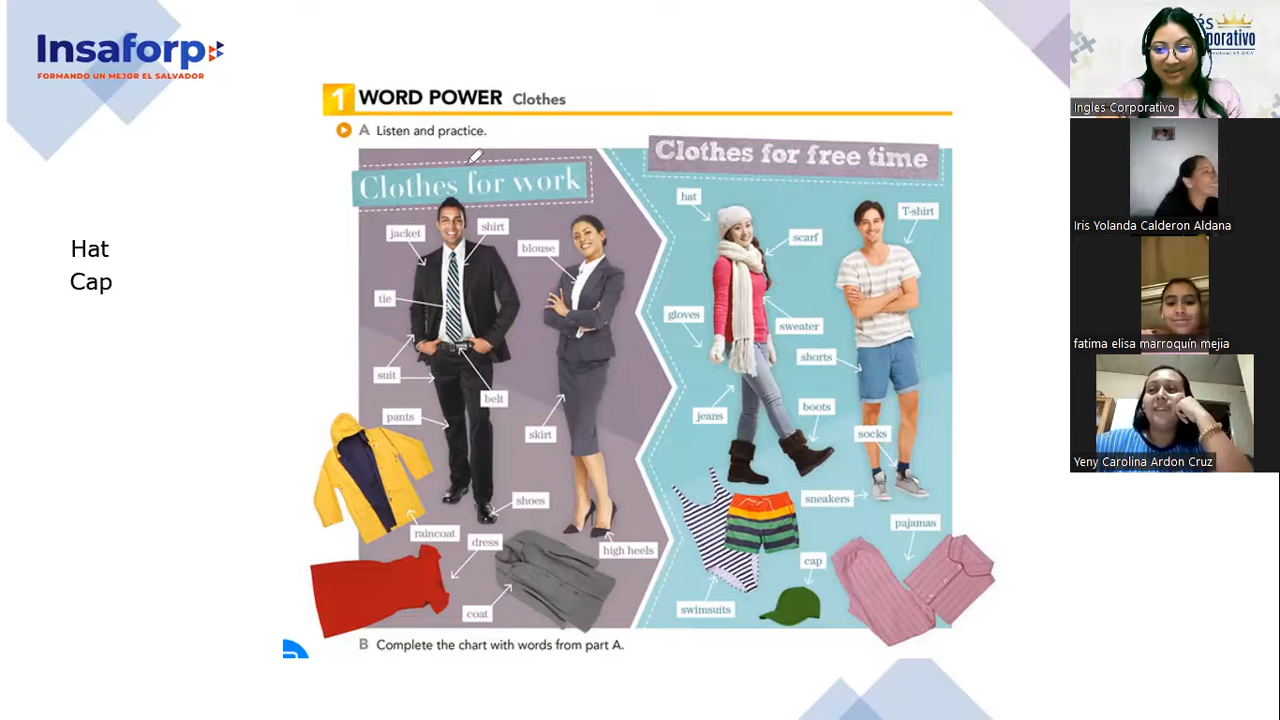 Insaforp
FORMANDO UN MEJOR EL SALVADOR
Hat
Cap
1 WORD POWER Clothes
A Listen and practice.
Clothes for work
jacket
shirt
blouse
tie
suit
belt
pants
skirt
shoes
raincoat
dress
high heels
coat
Clothes for free time
hat
T-shirt
scarf
gloves
sweater
shorts
jeans
boots
socks
sneakers
pajamas
cap
swimsuits
B Complete the chart with words from part A.
Ingles Corporativo
Iris Yolanda Calderon Aldana
fatima elisa marroquín mejia
Yeny Carolina Ardon Cruz